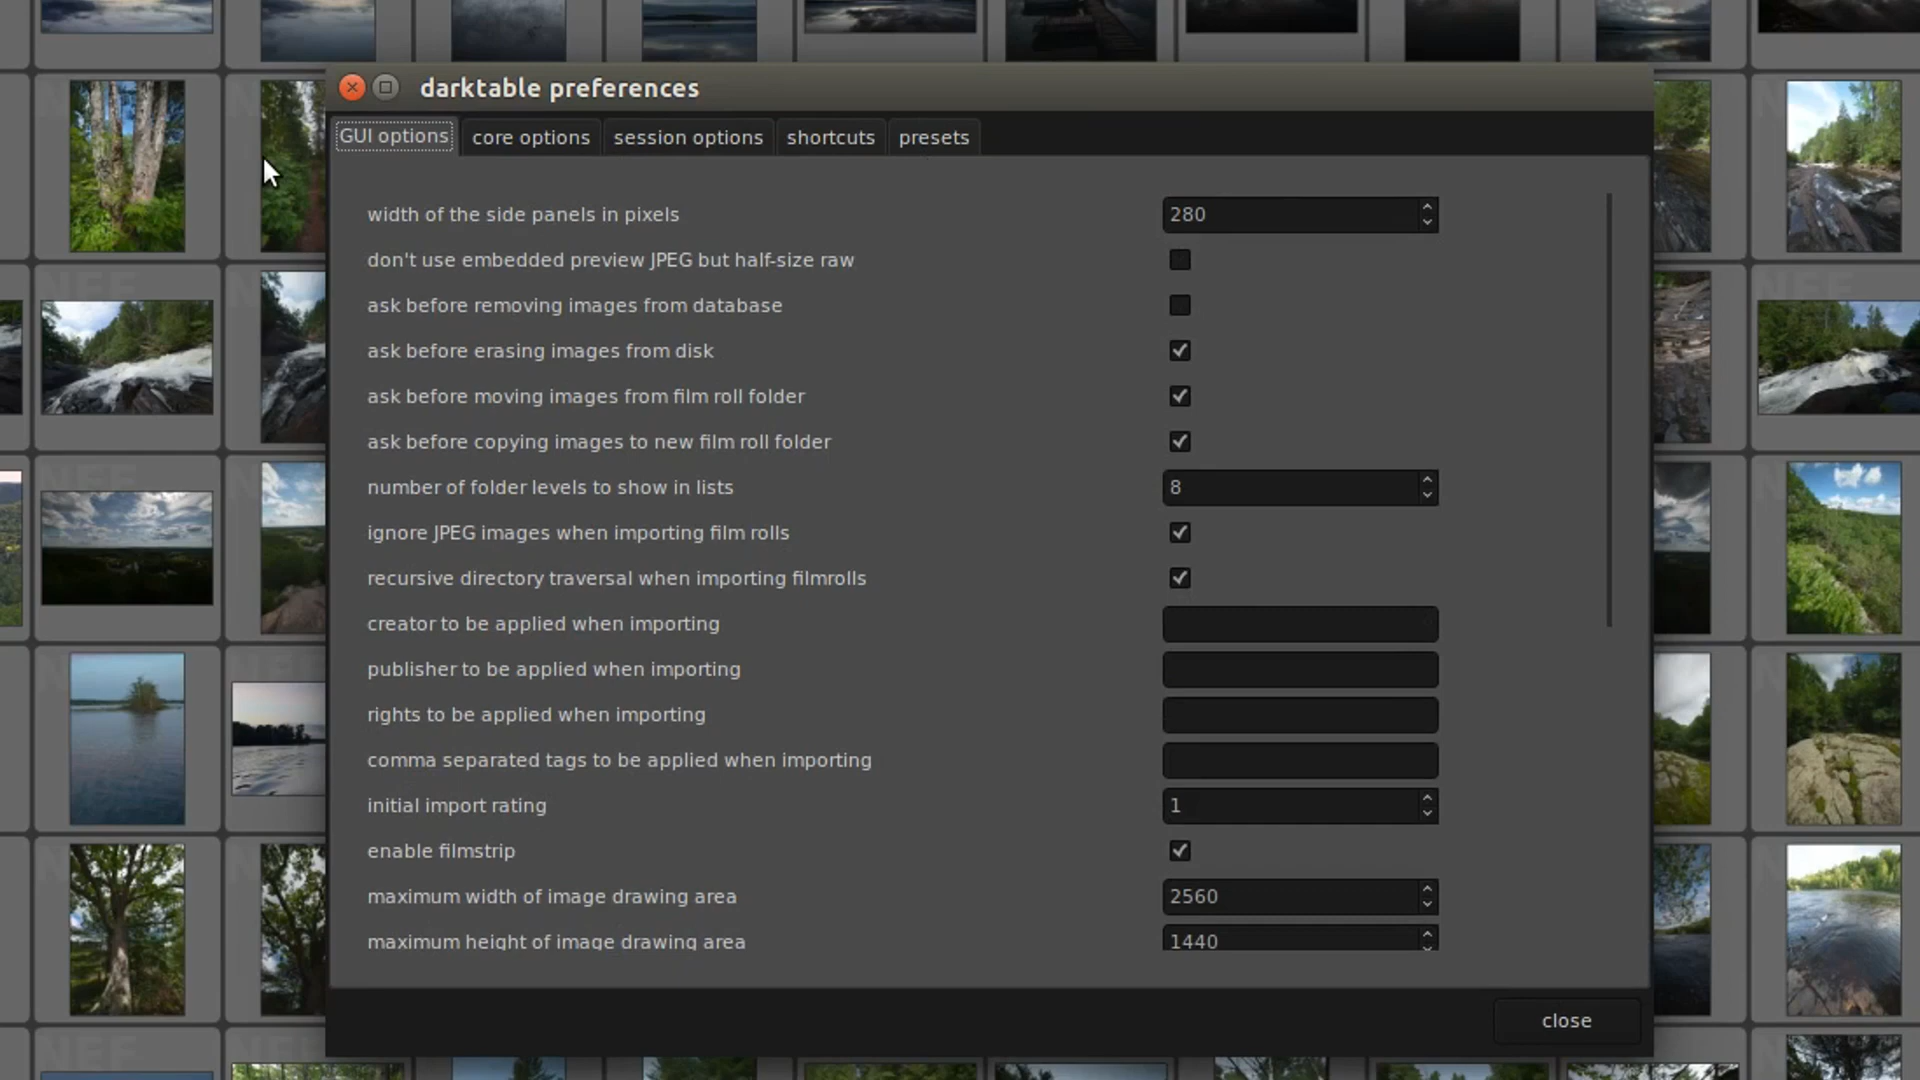 darktable preferences
GUI options core options session options shortcuts presets
width of the side panels in pixels 280
don't use embedded preview JPEG but half-size raw
ask before removing images from database
ask before erasing images from disk
ask before moving images from film roll folder
ask before copying images to new film roll folder
number of folder levels to show in lists 8
ignore JPEG images when importing film rolls
recursive directory traversal when importing filmrolls
creator to be applied when importing
publisher to be applied when importing
rights to be applied when importing
comma separated tags to be applied when importing
initial import rating 1
enable filmstrip
maximum width of image drawing area 2560
maximum height of image drawing area 1440
close